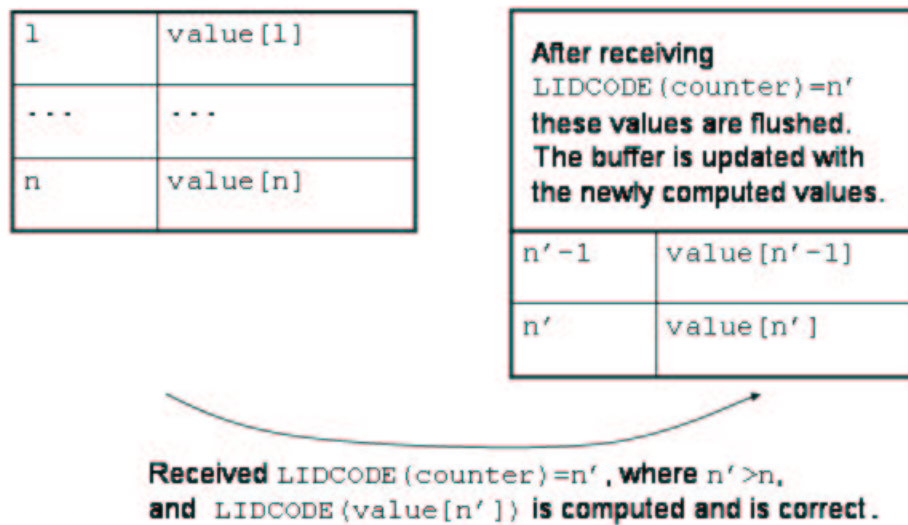 1 value[1]
... ...
n value[n]
After receiving
LIDCODE(counter)=n'
these values are flushed.
The buffer is updated with
the newly computed values.
n'-1 value[n'-1]
n' value[n']
Received LIDCODE(counter)=n', where n'>n,
and LIDCODE(value[n']) is computed and is correct.